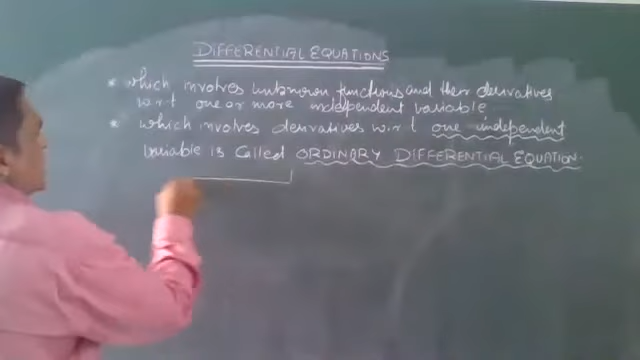 DIFFERENTIAL EQUATIONS
* which involves unknown functions and their derivatives
w.r.t one or more independent variable
* which involves derivatives w.r.t one independent
variable is called ORDINARY DIFFERENTIAL EQUATION.